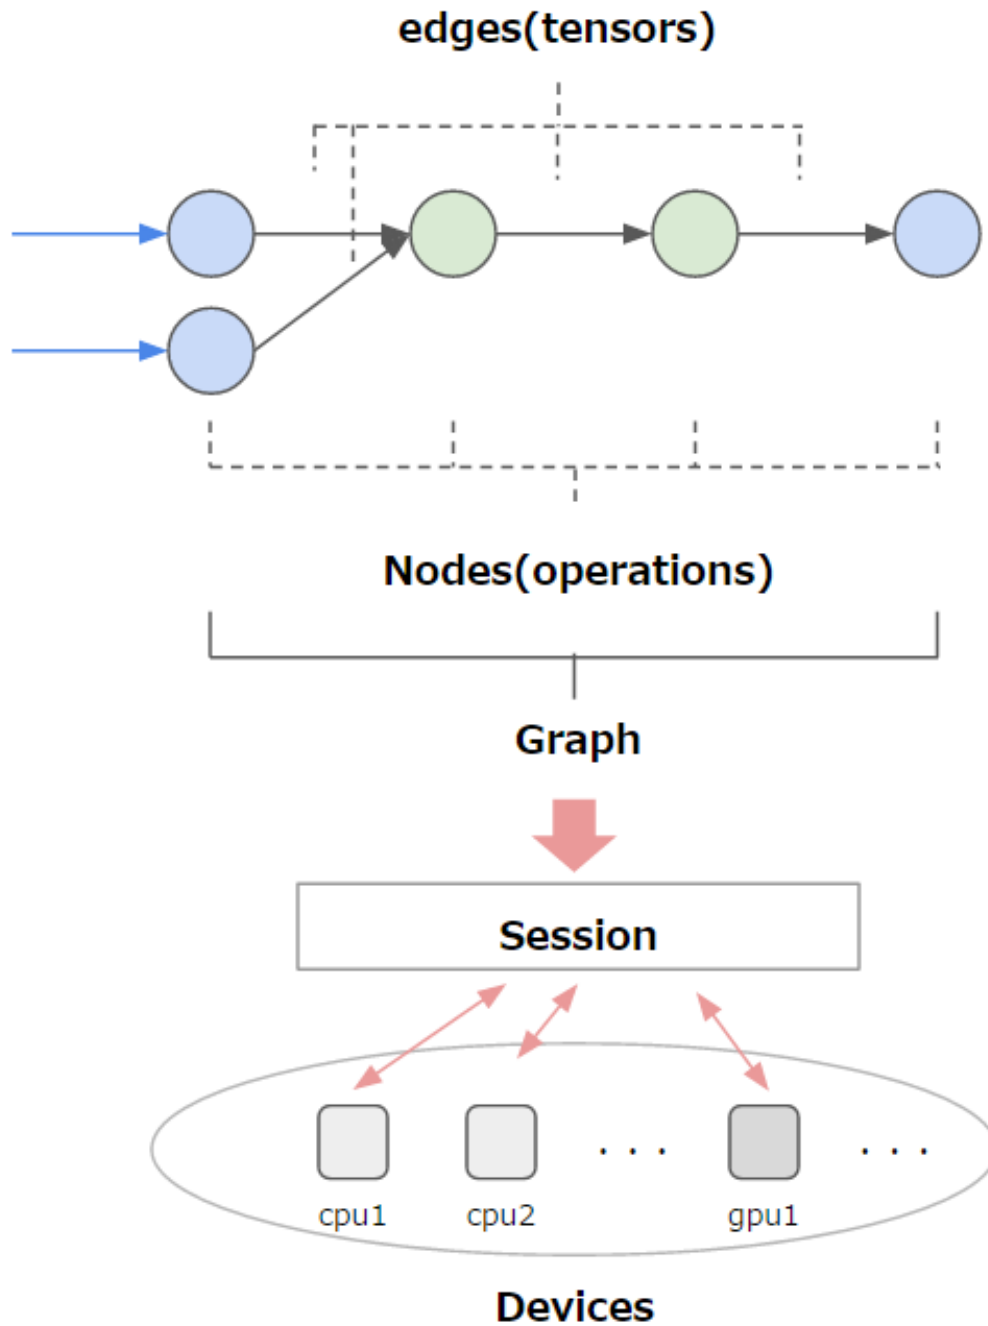 edges(tensors)
Nodes(operations)
Graph
Session
. . .
. . .
cpu1
cpu2
gpu1
Devices